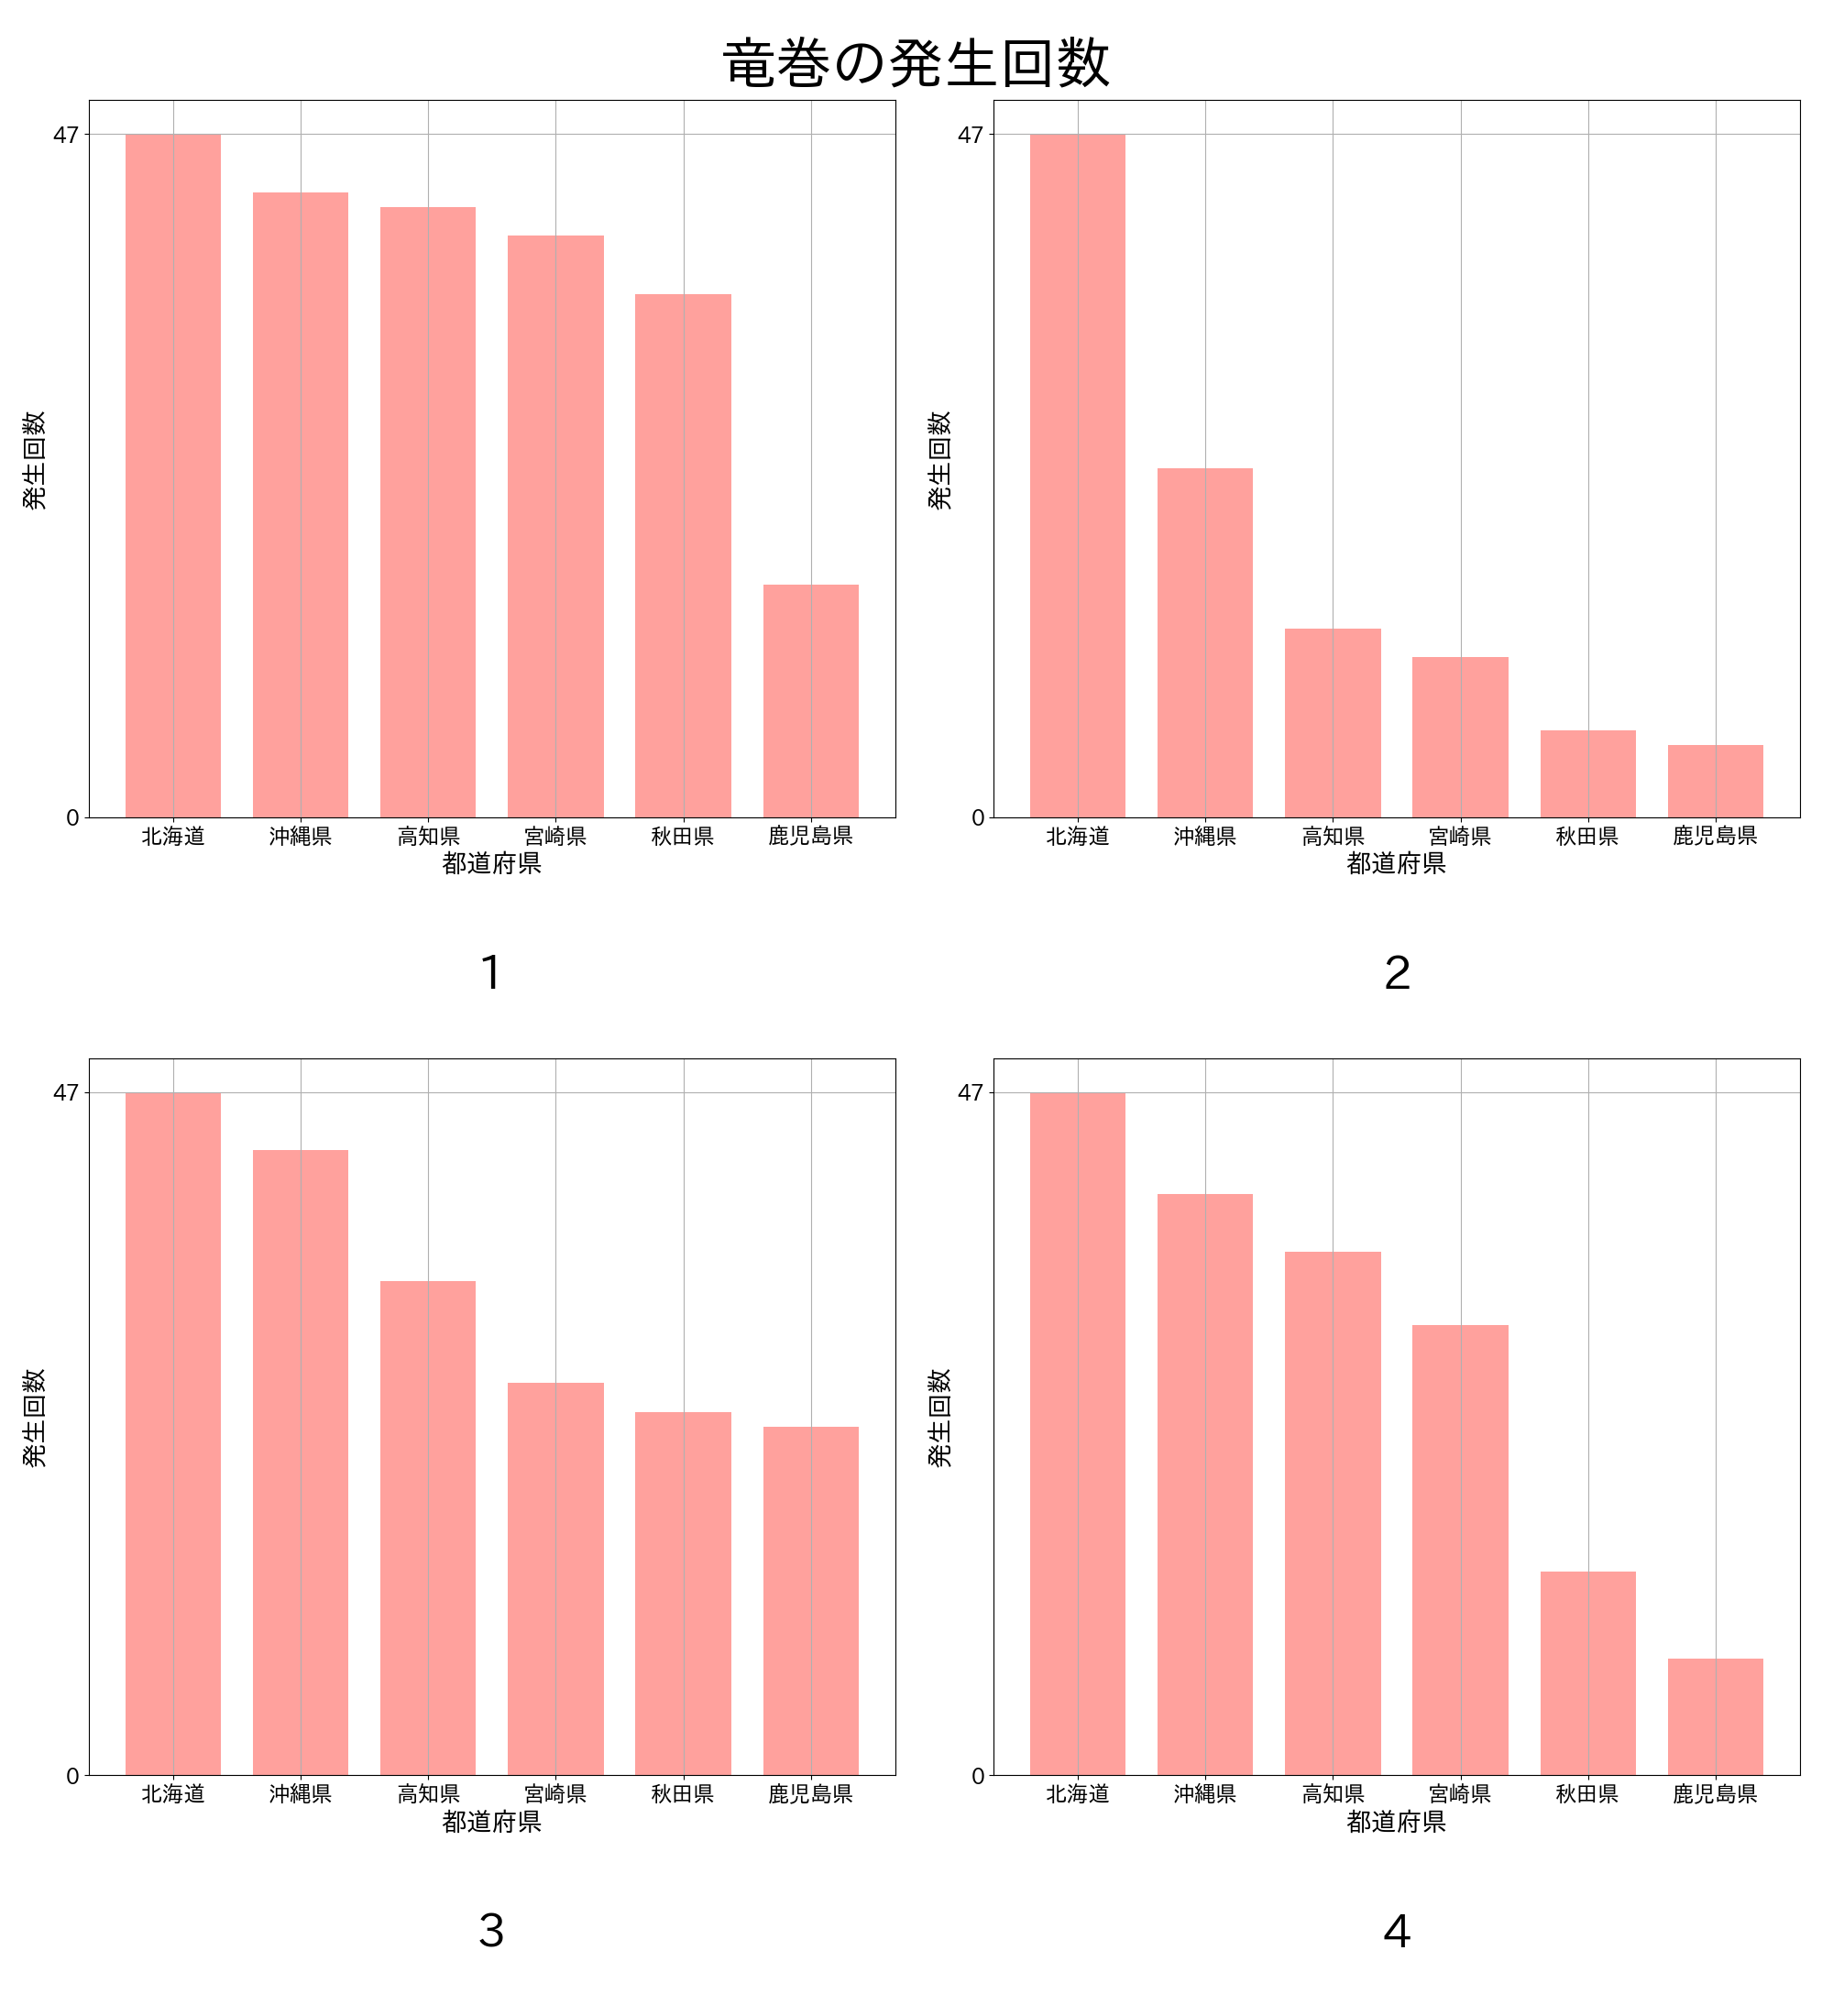 竜巻の発生回数
47
発生回数
0
北海道 沖縄県 高知県 宮崎県 秋田県 鹿児島県
都道府県
1
47
発生回数
0
北海道 沖縄県 高知県 宮崎県 秋田県 鹿児島県
都道府県
2
47
発生回数
0
北海道 沖縄県 高知県 宮崎県 秋田県 鹿児島県
都道府県
3
47
発生回数
0
北海道 沖縄県 高知県 宮崎県 秋田県 鹿児島県
都道府県
4